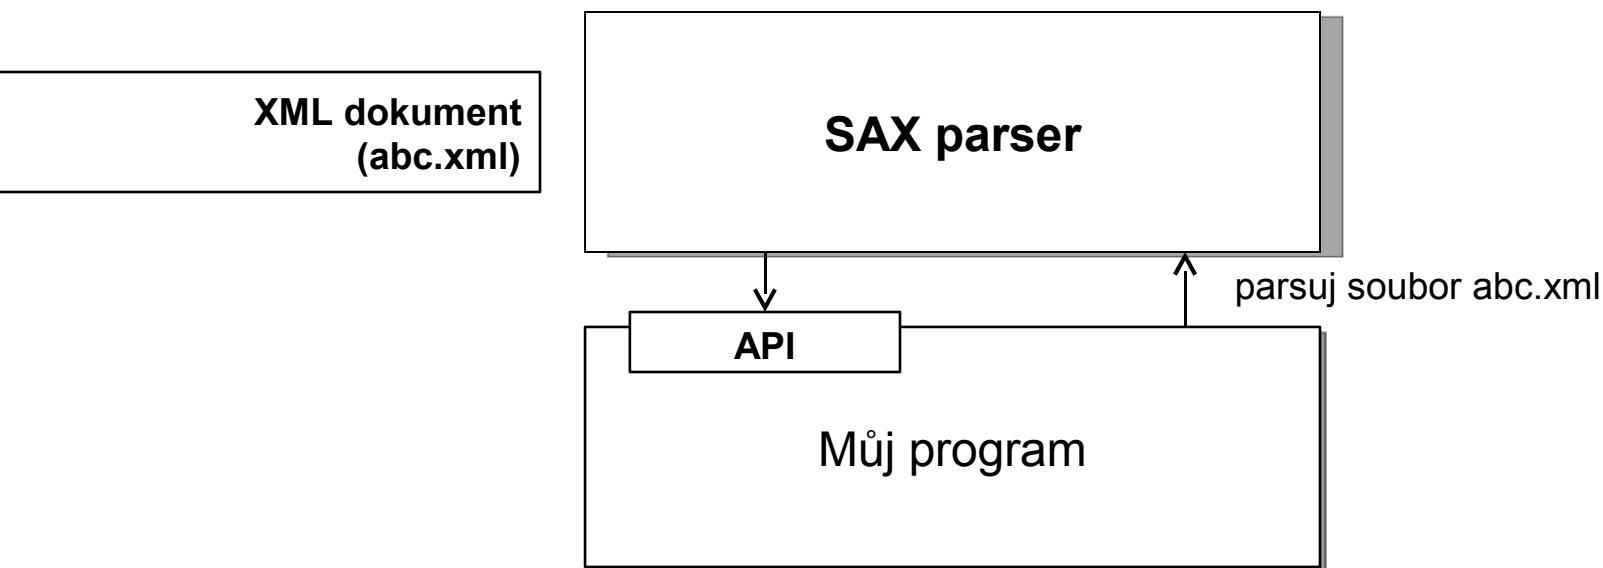 XML dokument
(abc.xml)
SAX parser
parsuj soubor abc.xml
API
Můj program